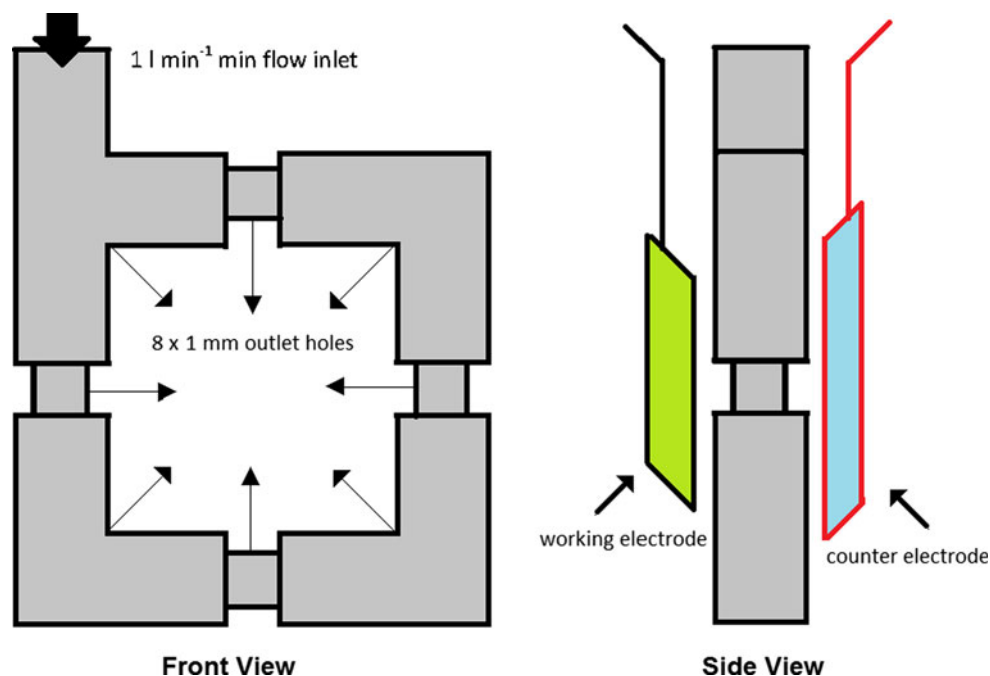 1 l min⁻¹ min flow inlet
8 x 1 mm outlet holes
working electrode
counter electrode
Front View
Side View